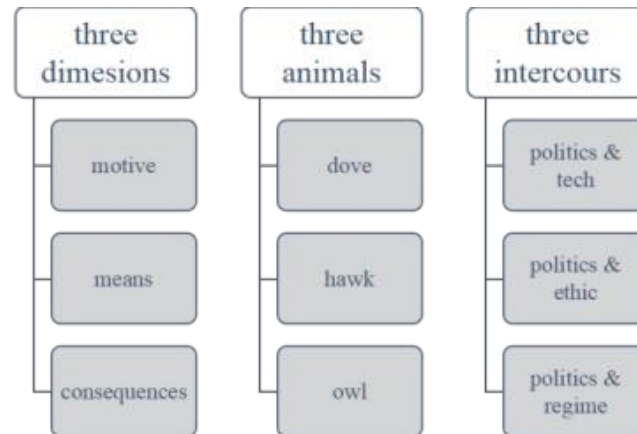 three
dimesions
motive
means
consequences
three
animals
dove
hawk
owl
three
intercours
politics &
tech
politics &
ethic
politics &
regime